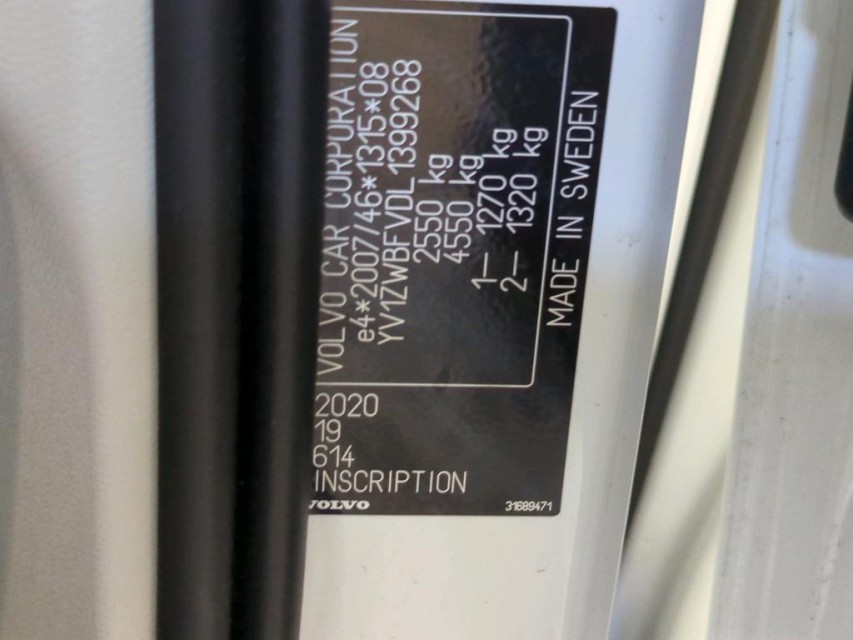 VOLVO CAR CORPORATION
e4*2007/46*1315*08
YV1ZWBFVDL1399268
2550 kg
4550 kg
1— 1270 kg
2— 1320 kg
MADE IN SWEDEN
2020
19
614
INSCRIPTION
VOLVO
31689471